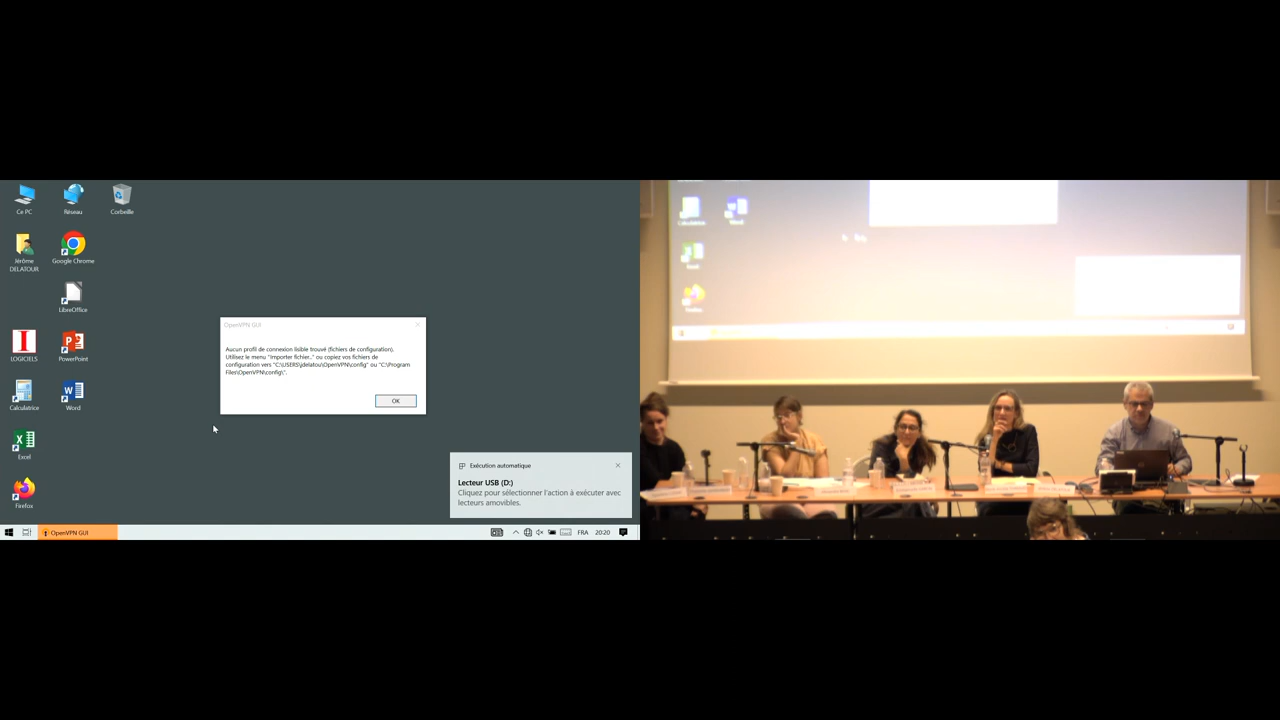 Ce PC
Réseau
Corbeille
Jérôme
DELATOUR
Google Chrome
LibreOffice
LOGICIELS
PowerPoint
Calculatrice
Word
Excel
Firefox
OpenVPN GUI
Aucun profil de connexion lisible trouvé (fichiers de configuration).
Utilisez le menu "Importer fichier.." ou copiez vos fichiers de
configuration vers "C:\USERS\jdelatou\OpenVPN\config" ou "C:\Program
Files\OpenVPN\config\".
OK
Exécution automatique
Lecteur USB (D:)
Cliquez pour sélectionner l'action à exécuter avec
lecteurs amovibles.
OpenVPN GUI
FRA
20:20